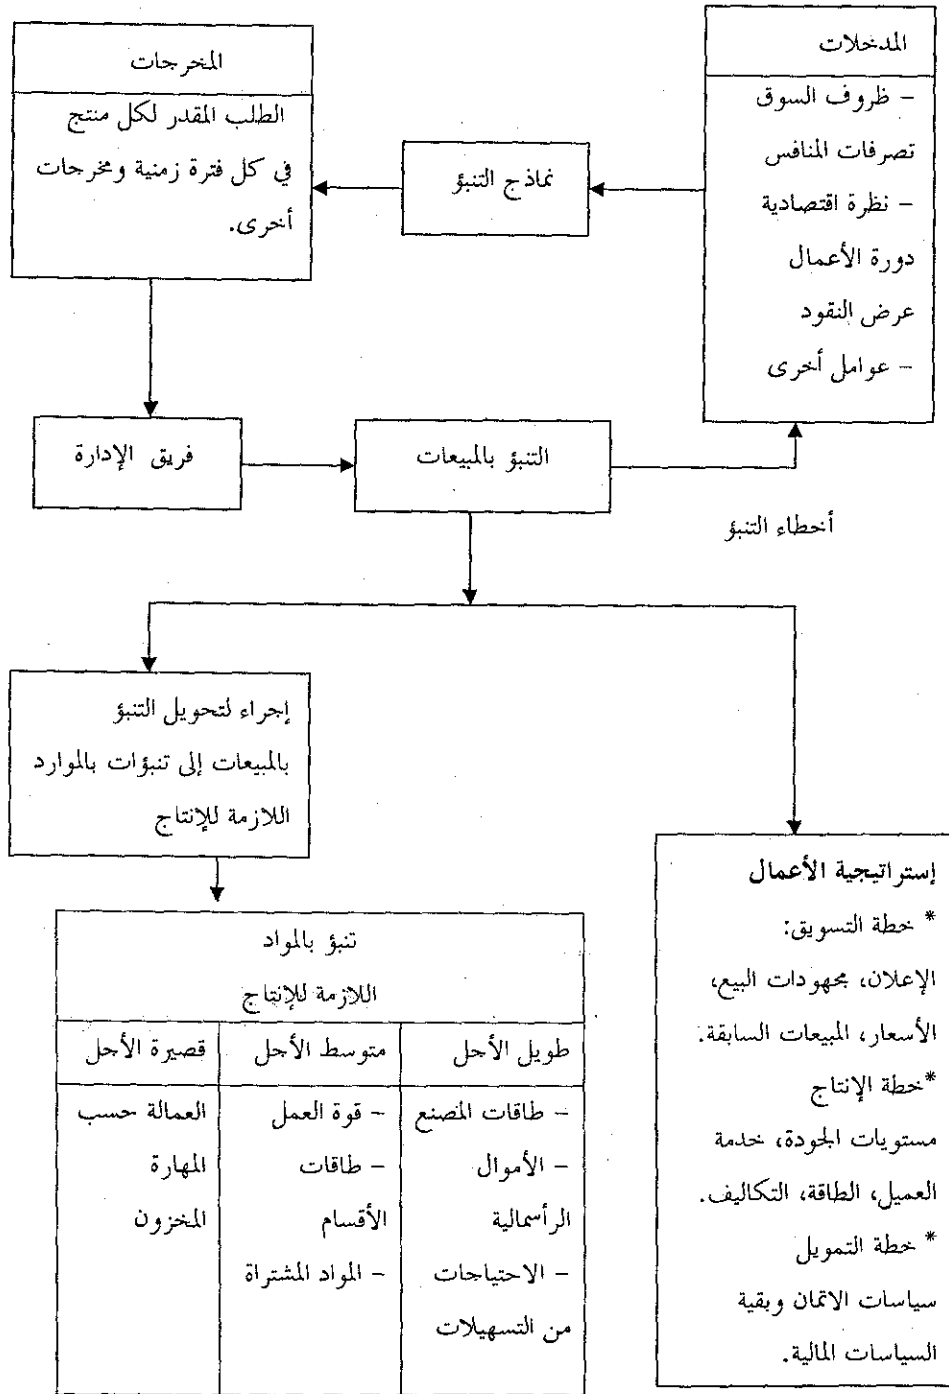 المدخلات
– ظروف السوق
تصرفات المنافس
– نظرة اقتصادية
دورة الأعمال
عرض النقود
– عوامل أخرى
نماذج التنبؤ
المخرجات
الطلب المقدر لكل منتج
في كل فترة زمنية ومخرجات
أخرى.
فريق الإدارة
التنبؤ بالمبيعات
أخطاء التنبؤ
إجراء لتحويل التنبؤ
بالمبيعات إلى تنبؤات بالموارد
اللازمة للإنتاج
إستراتيجية الأعمال
* خطة التسويق:
الإعلان، مجهودات البيع،
الأسعار، المبيعات السابقة.
*خطة الإنتاج
مستويات الجودة، خدمة
العميل، الطاقة، التكاليف.
* خطة التمويل
سياسات الاتمان وبقية
السياسات المالية.
تنبؤ بالمواد
اللازمة للإنتاج
طويل الأجل
– طاقات المصنع
– الأموال
الرأسمالية
– الاحتياجات
من التسهيلات
متوسط الأجل
– قوة العمل
– طاقات
الأقسام
– المواد المشتراة
قصيرة الأجل
العمالة حسب
المهارة
المخزون